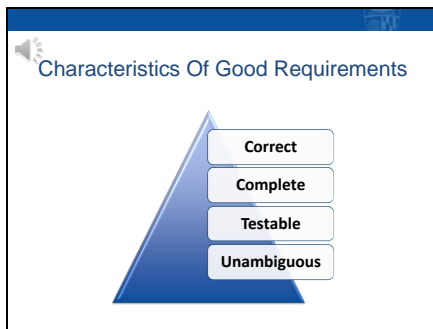 Characteristics Of Good Requirements
Correct
Complete
Testable
Unambiguous